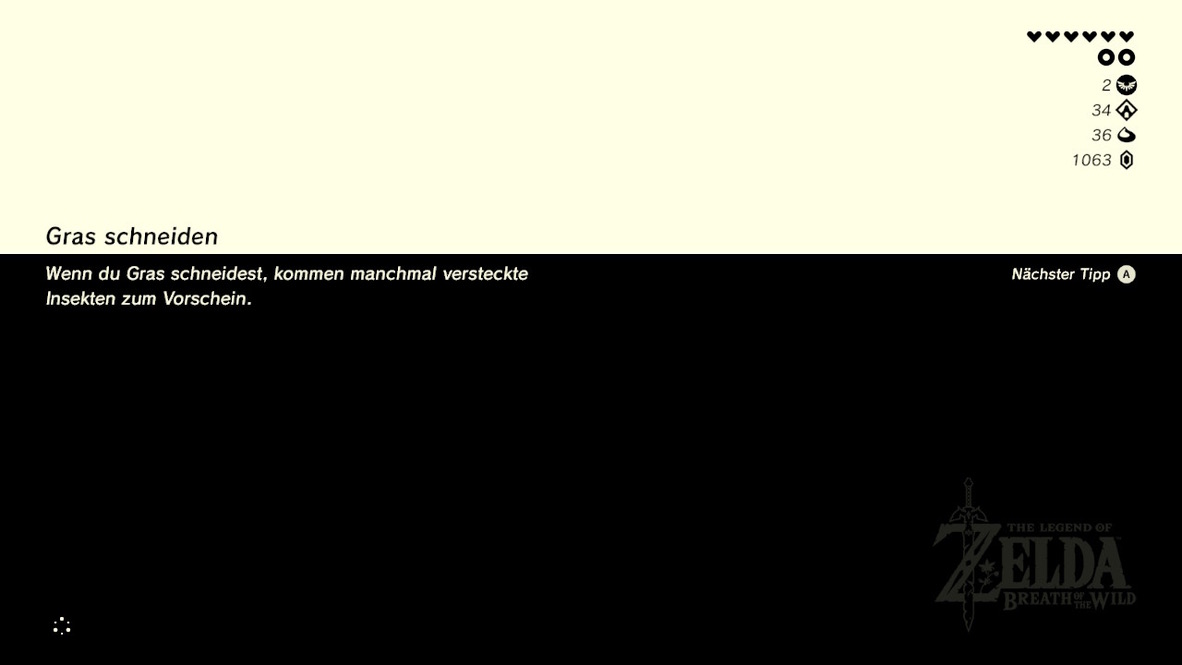 2
34
36
1063
Gras schneiden
Wenn du Gras schneidest, kommen manchmal versteckte
Insekten zum Vorschein.
Nächster Tipp A
THE LEGEND OF
ZELDA
BREATH OF THE WILD